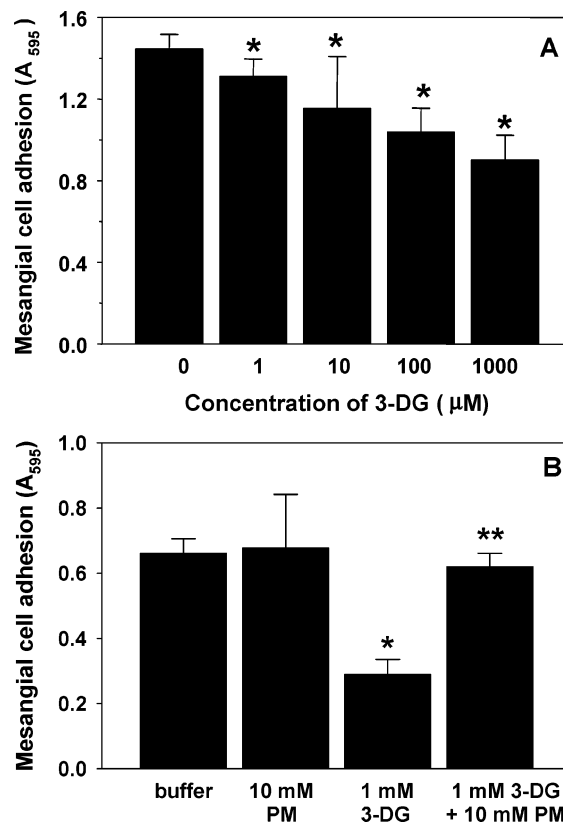 Mesangial cell adhesion (A 595)
1.6
1.2
0.8
0.4
0.0
A
*
*
*
*
0 1 10 100 1000
Concentration of 3-DG ( μM)
Mesangial cell adhesion (A595)
1.0
0.8
0.6
0.4
0.2
0.0
B
*
**
buffer 10 mM 1 mM 1 mM 3-DG
PM 3-DG + 10 mM PM